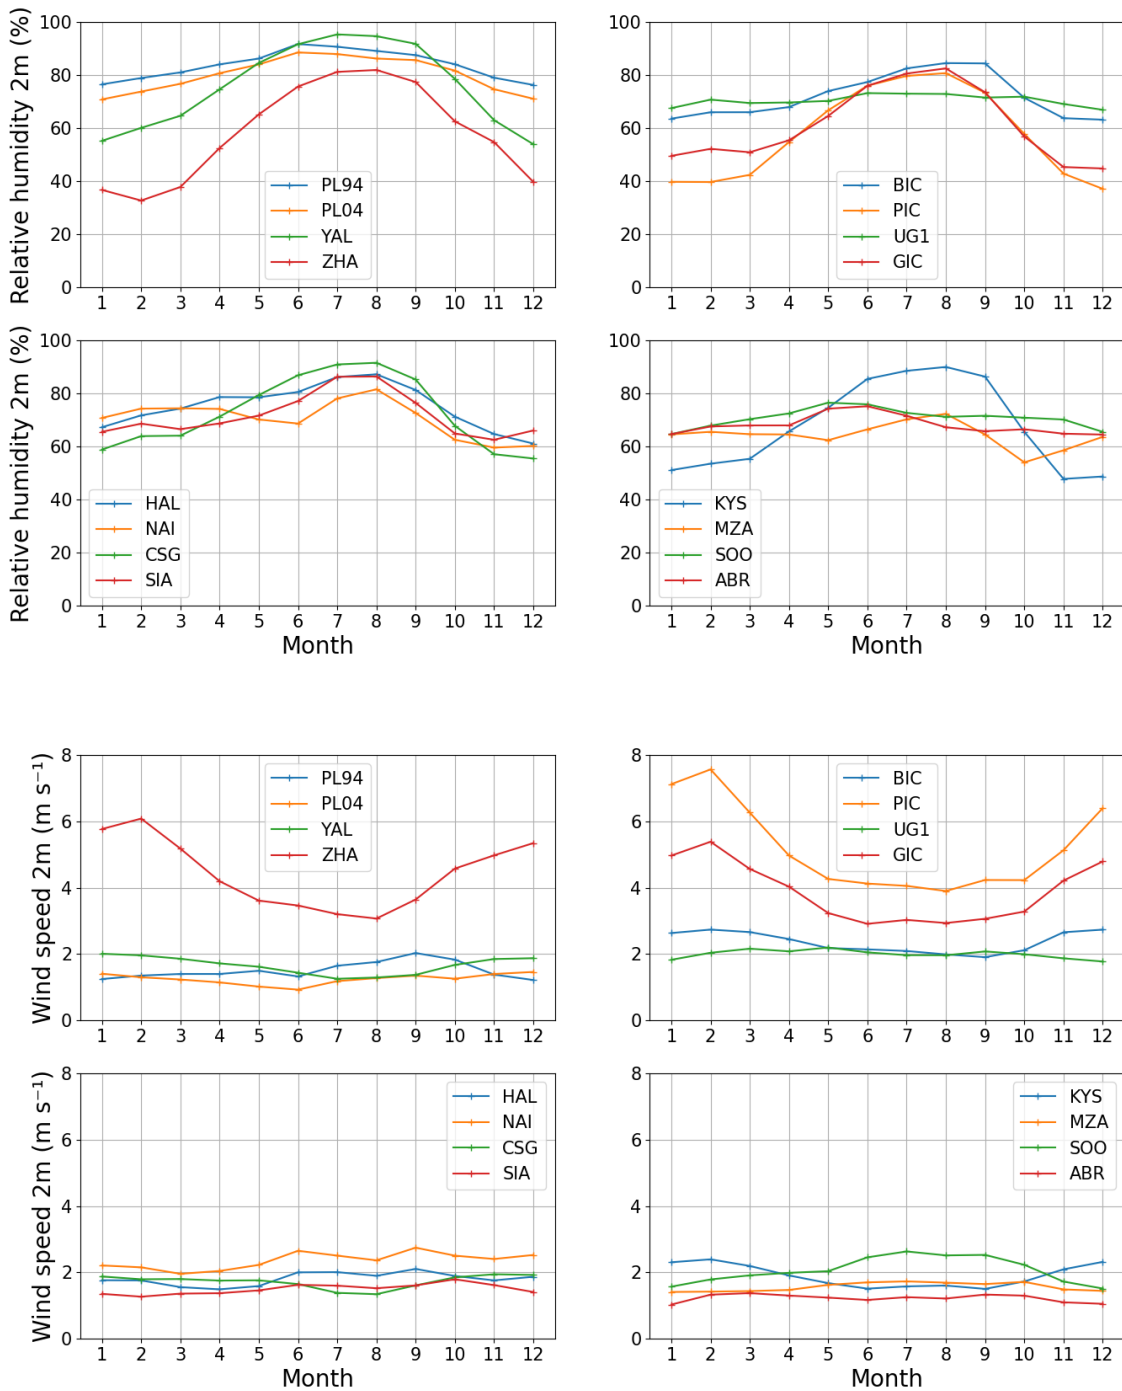 Relative humidity 2m (%)
100
80
60
40
20
0
PL94
PL04
YAL
ZHA
1 2 3 4 5 6 7 8 9 10 11 12
100
80
60
40
20
0
BIC
PIC
UG1
GIC
1 2 3 4 5 6 7 8 9 10 11 12
Relative humidity 2m (%)
100
80
60
40
20
0
HAL
NAI
CSG
SIA
1 2 3 4 5 6 7 8 9 10 11 12
Month
100
80
60
40
20
0
KYS
MZA
SOO
ABR
1 2 3 4 5 6 7 8 9 10 11 12
Month
Wind speed 2m (m s⁻¹)
8
6
4
2
0
PL94
PL04
YAL
ZHA
1 2 3 4 5 6 7 8 9 10 11 12
8
6
4
2
0
BIC
PIC
UG1
GIC
1 2 3 4 5 6 7 8 9 10 11 12
Wind speed 2m (m s⁻¹)
8
6
4
2
0
HAL
NAI
CSG
SIA
1 2 3 4 5 6 7 8 9 10 11 12
Month
8
6
4
2
0
KYS
MZA
SOO
ABR
1 2 3 4 5 6 7 8 9 10 11 12
Month